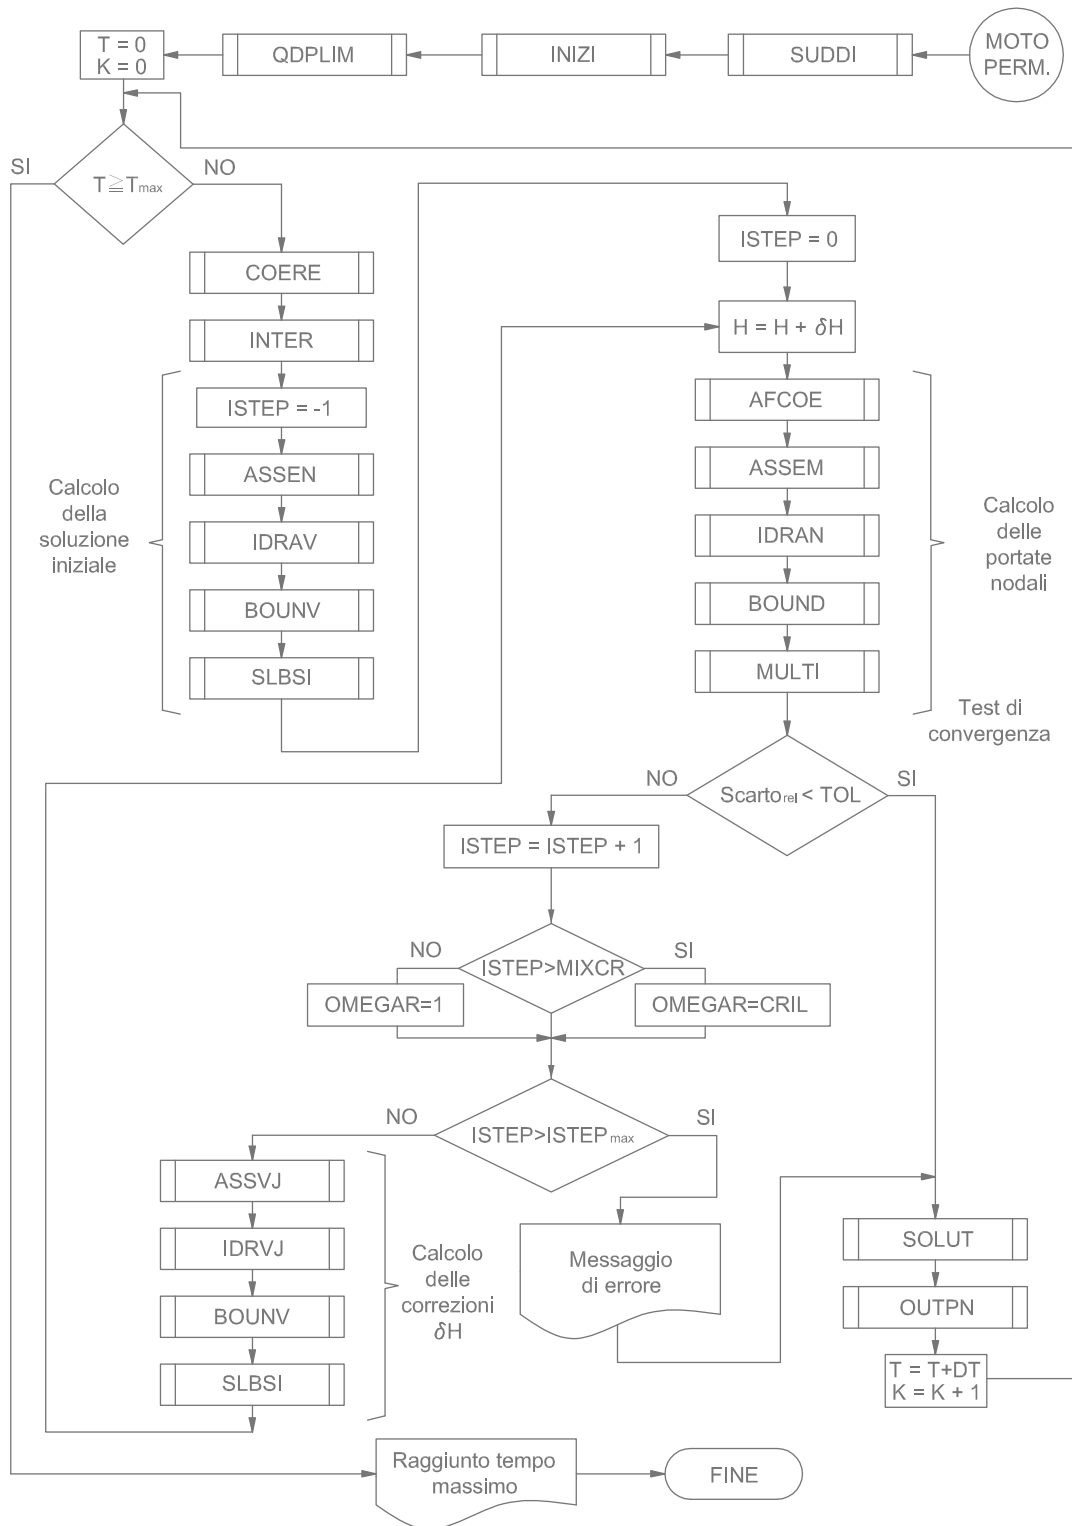 MOTO
PERM.
SUDDI
INIZI
QDPLIM
T = 0
K = 0
SI
NO
T ≧ Tmax
COERE
INTER
ISTEP = -1
ASSEN
IDRAV
BOUNV
SLBSI
Calcolo
della
soluzione
iniziale
ISTEP = 0
H = H + δH
AFCOE
ASSEM
IDRAN
BOUND
MULTI
Calcolo
delle
portate
nodali
Test di
convergenza
NO
SI
Scartorel < TOL
ISTEP = ISTEP + 1
NO
SI
ISTEP>MIXCR
OMEGAR=1
OMEGAR=CRIL
NO
SI
ISTEP>ISTEPmax
ASSVJ
IDRVJ
BOUNV
SLBSI
Calcolo
delle
correzioni
δH
Messaggio
di errore
SOLUT
OUTPN
T = T+DT
K = K + 1
Raggiunto tempo
massimo
FINE